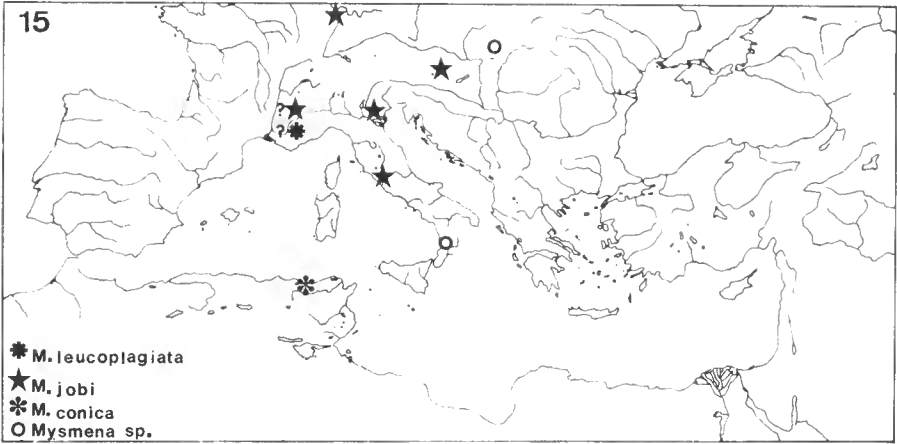 15
?
?
M. leucoplagiata
M. jobi
M. conica
Mysmena sp.